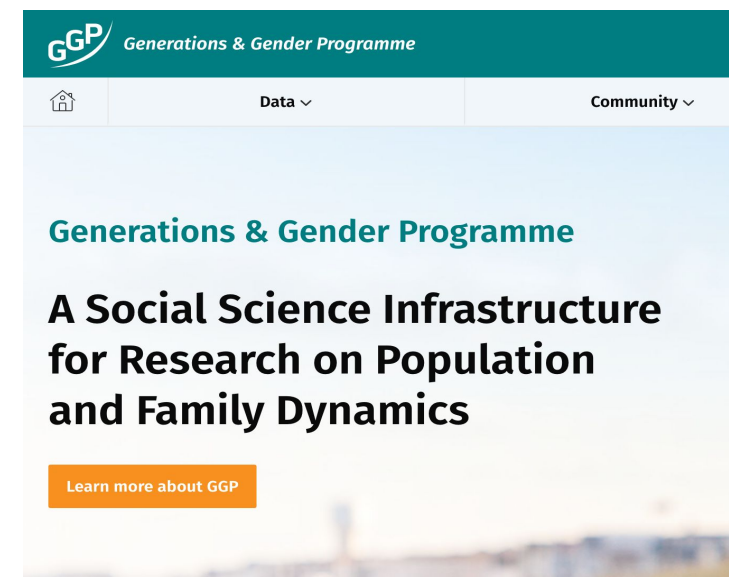 GGP Generations & Gender Programme
Data Community
Generations & Gender Programme
A Social Science Infrastructure
for Research on Population
and Family Dynamics
Learn more about GGP